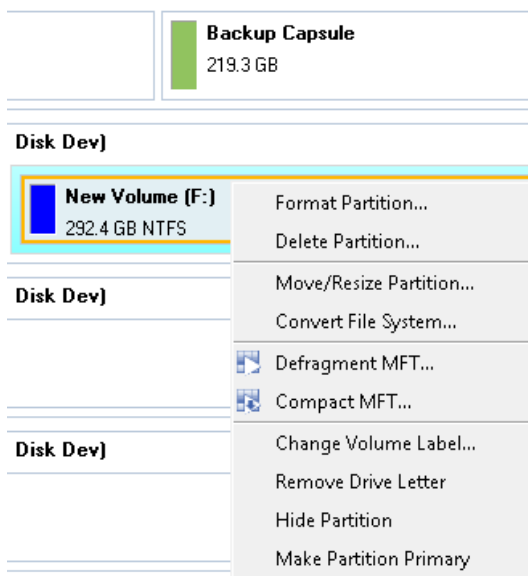 Backup Capsule
219.3 GB
Disk Dev)
New Volume (F:)
292.4 GB NTFS
Format Partition...
Delete Partition...
Move/Resize Partition...
Convert File System...
Defragment MFT...
Compact MFT...
Change Volume Label...
Remove Drive Letter
Hide Partition
Make Partition Primary
Disk Dev)
Disk Dev)